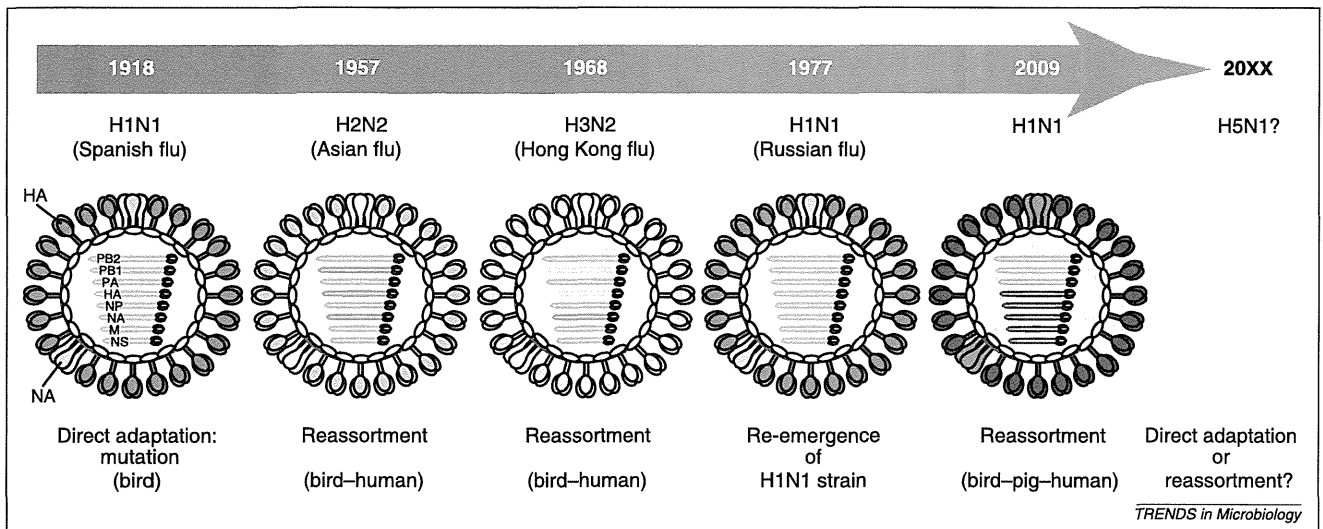 1918 1957 1968 1977 2009 20XX
H1N1 H2N2 H3N2 H1N1 H1N1 H5N1?
(Spanish flu) (Asian flu) (Hong Kong flu) (Russian flu)
HA
PB2
PB1
PA
HA
NP
NA
M
NS
NA
Direct adaptation: Reassortment Reassortment Re-emergence Reassortment Direct adaptation
mutation of or
(bird) (bird–human) (bird–human) H1N1 strain (bird–pig–human) reassortment?
TRENDS in Microbiology